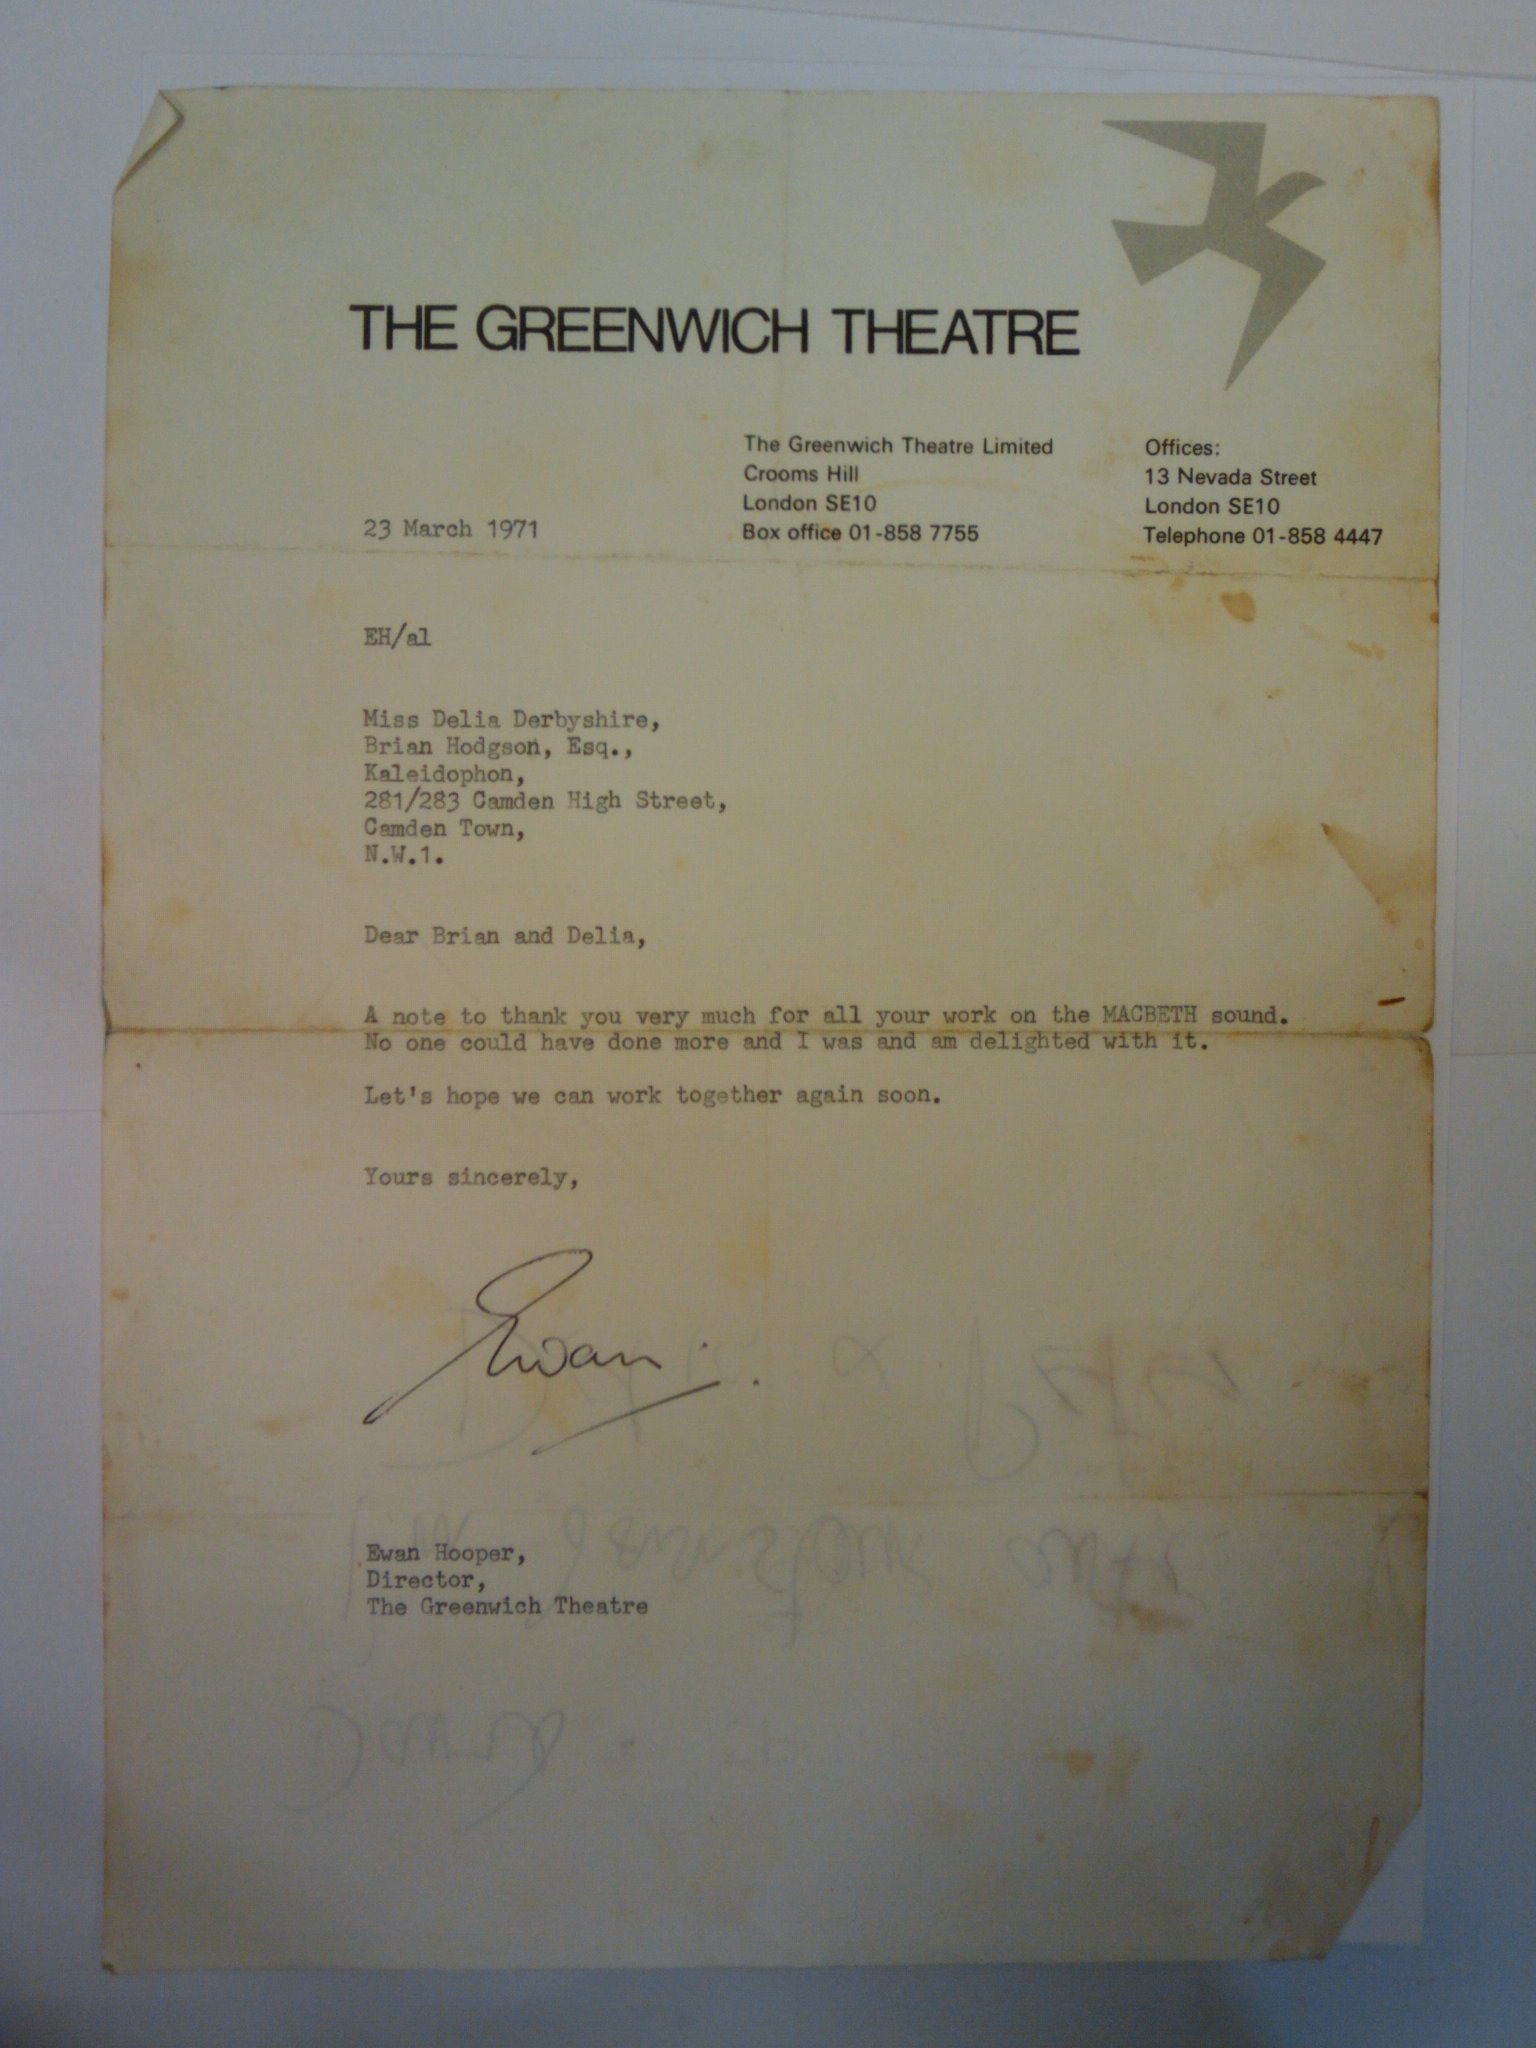 THE GREENWICH THEATRE
The Greenwich Theatre Limited
Crooms Hill
London SE10
Box office 01-858 7755
Offices:
13 Nevada Street
London SE10
Telephone 01-858 4447
23 March 1971
EH/al
Miss Delia Derbyshire,
Brian Hodgson, Esq.,
Kaleidophon,
281/283 Camden High Street,
Camden Town,
N.W.1.
Dear Brian and Delia,
A note to thank you very much for all your work on the MACBETH sound.
No one could have done more and I was and am delighted with it.
Let's hope we can work together again soon.
Yours sincerely,
Ewan
Ewan Hooper,
Director,
The Greenwich Theatre